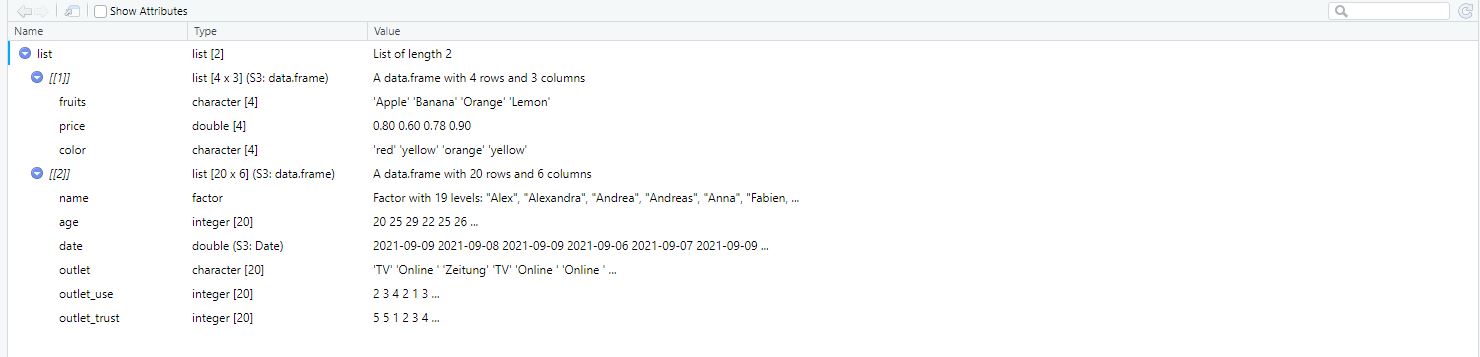 Show Attributes
Name Type Value
list list [2] List of length 2
[[1]] list [4 x 3] (S3: data.frame) A data.frame with 4 rows and 3 columns
fruits character [4] 'Apple' 'Banana' 'Orange' 'Lemon'
price double [4] 0.80 0.60 0.78 0.90
color character [4] 'red' 'yellow' 'orange' 'yellow'
[[2]] list [20 x 6] (S3: data.frame) A data.frame with 20 rows and 6 columns
name factor Factor with 19 levels: "Alex", "Alexandra", "Andrea", "Andreas", "Anna", "Fabien, ...
age integer [20] 20 25 29 22 25 26 ...
date double (S3: Date) 2021-09-09 2021-09-08 2021-09-09 2021-09-06 2021-09-07 2021-09-09 ...
outlet character [20] 'TV' 'Online ' 'Zeitung' 'TV' 'Online ' 'Online ' ...
outlet_use integer [20] 2 3 4 2 1 3 ...
outlet_trust integer [20] 5 5 1 2 3 4 ...